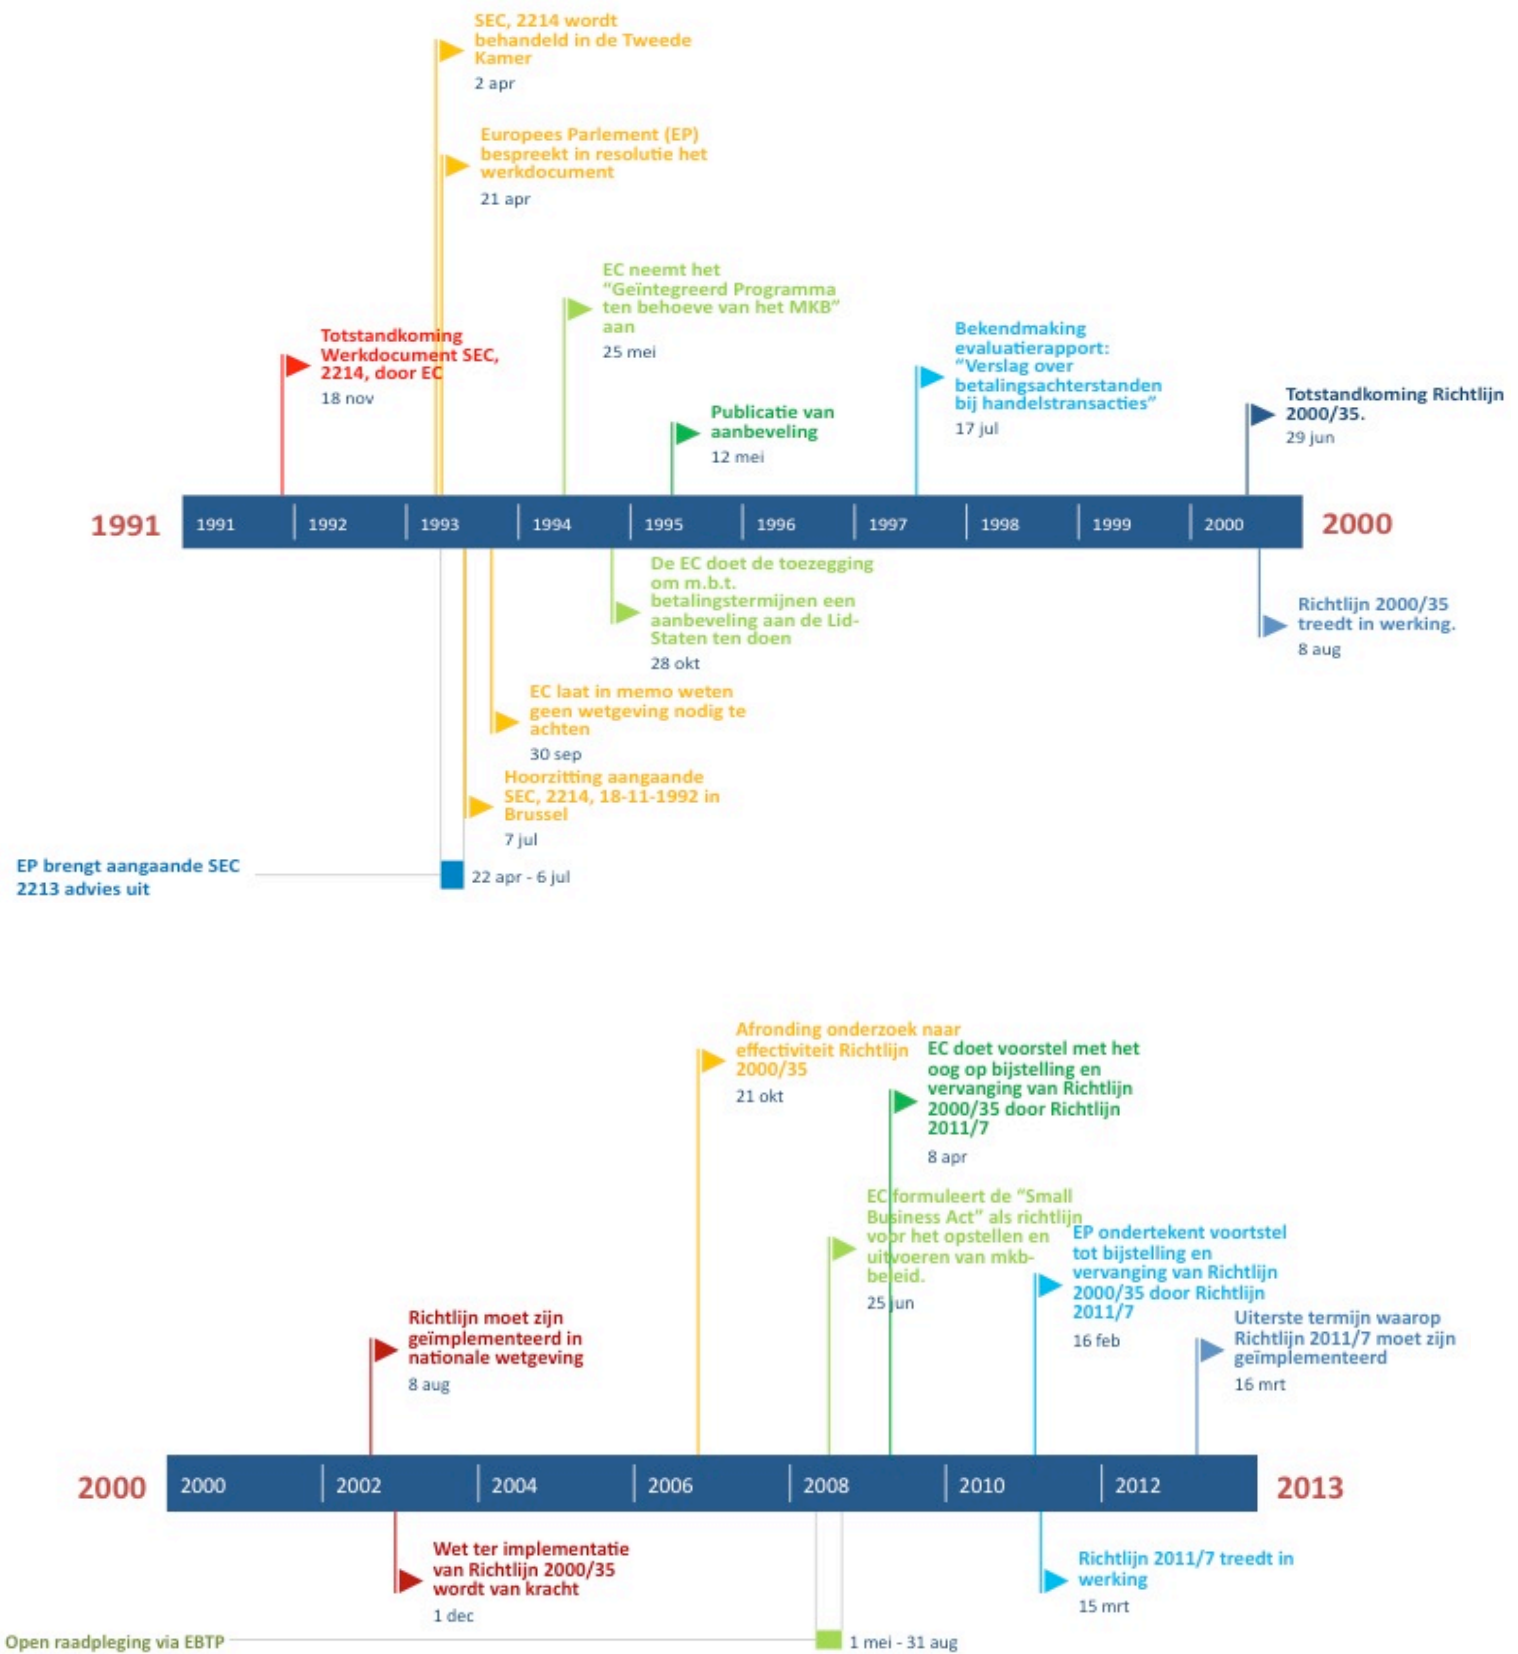 SEC, 2214 wordt
behandeld in de Tweede
Kamer
2 apr
Europees Parlement (EP)
bespreekt in resolutie het
werkdocument
21 apr
EC neemt het
“Geïntegreerd Programma
ten behoeve van het MKB”
aan
25 mei
Totstandkoming
Werkdocument SEC,
2214, door EC
18 nov
Bekendmaking
evaluatierapport:
“Verslag over
betalingsachterstanden
bij handelstransacties”
17 jul
Publicatie van
aanbeveling
12 mei
Totstandkoming Richtlijn
2000/35.
29 jun
1991
1991 1992 1993 1994 1995 1996 1997 1998 1999 2000
2000
De EC doet de toezegging
om m.b.t.
betalingstermijnen een
aanbeveling aan de Lid-
Staten ten doen
28 okt
Richtlijn 2000/35
treedt in werking.
8 aug
EC laat in memo weten
geen wetgeving nodig te
achten
30 sep
Hoorzitting aangaande
SEC, 2214, 18-11-1992 in
Brussel
7 jul
EP brengt aangaande SEC
2213 advies uit
22 apr - 6 jul
Afronding onderzoek naar
effectiviteit Richtlijn
2000/35
21 okt
EC doet voorstel met het
oog op bijstelling en
vervanging van Richtlijn
2000/35 door Richtlijn
2011/7
8 apr
EC formuleert de “Small
Business Act” als richtlijn
voor het opstellen en
uitvoeren van mkb-
beleid.
25 jun
EP ondertekent voortstel
tot bijstelling en
vervanging van Richtlijn
2000/35 door Richtlijn
2011/7
16 feb
Richtlijn moet zijn
geïmplementeerd in
nationale wetgeving
8 aug
Uiterste termijn waarop
Richtlijn 2011/7 moet zijn
geïmplementeerd
16 mrt
2000
2000 2002 2004 2006 2008 2010 2012
2013
Wet ter implementatie
van Richtlijn 2000/35
wordt van kracht
1 dec
Richtlijn 2011/7 treedt in
werking
15 mrt
Open raadpleging via EBTP
1 mei - 31 aug